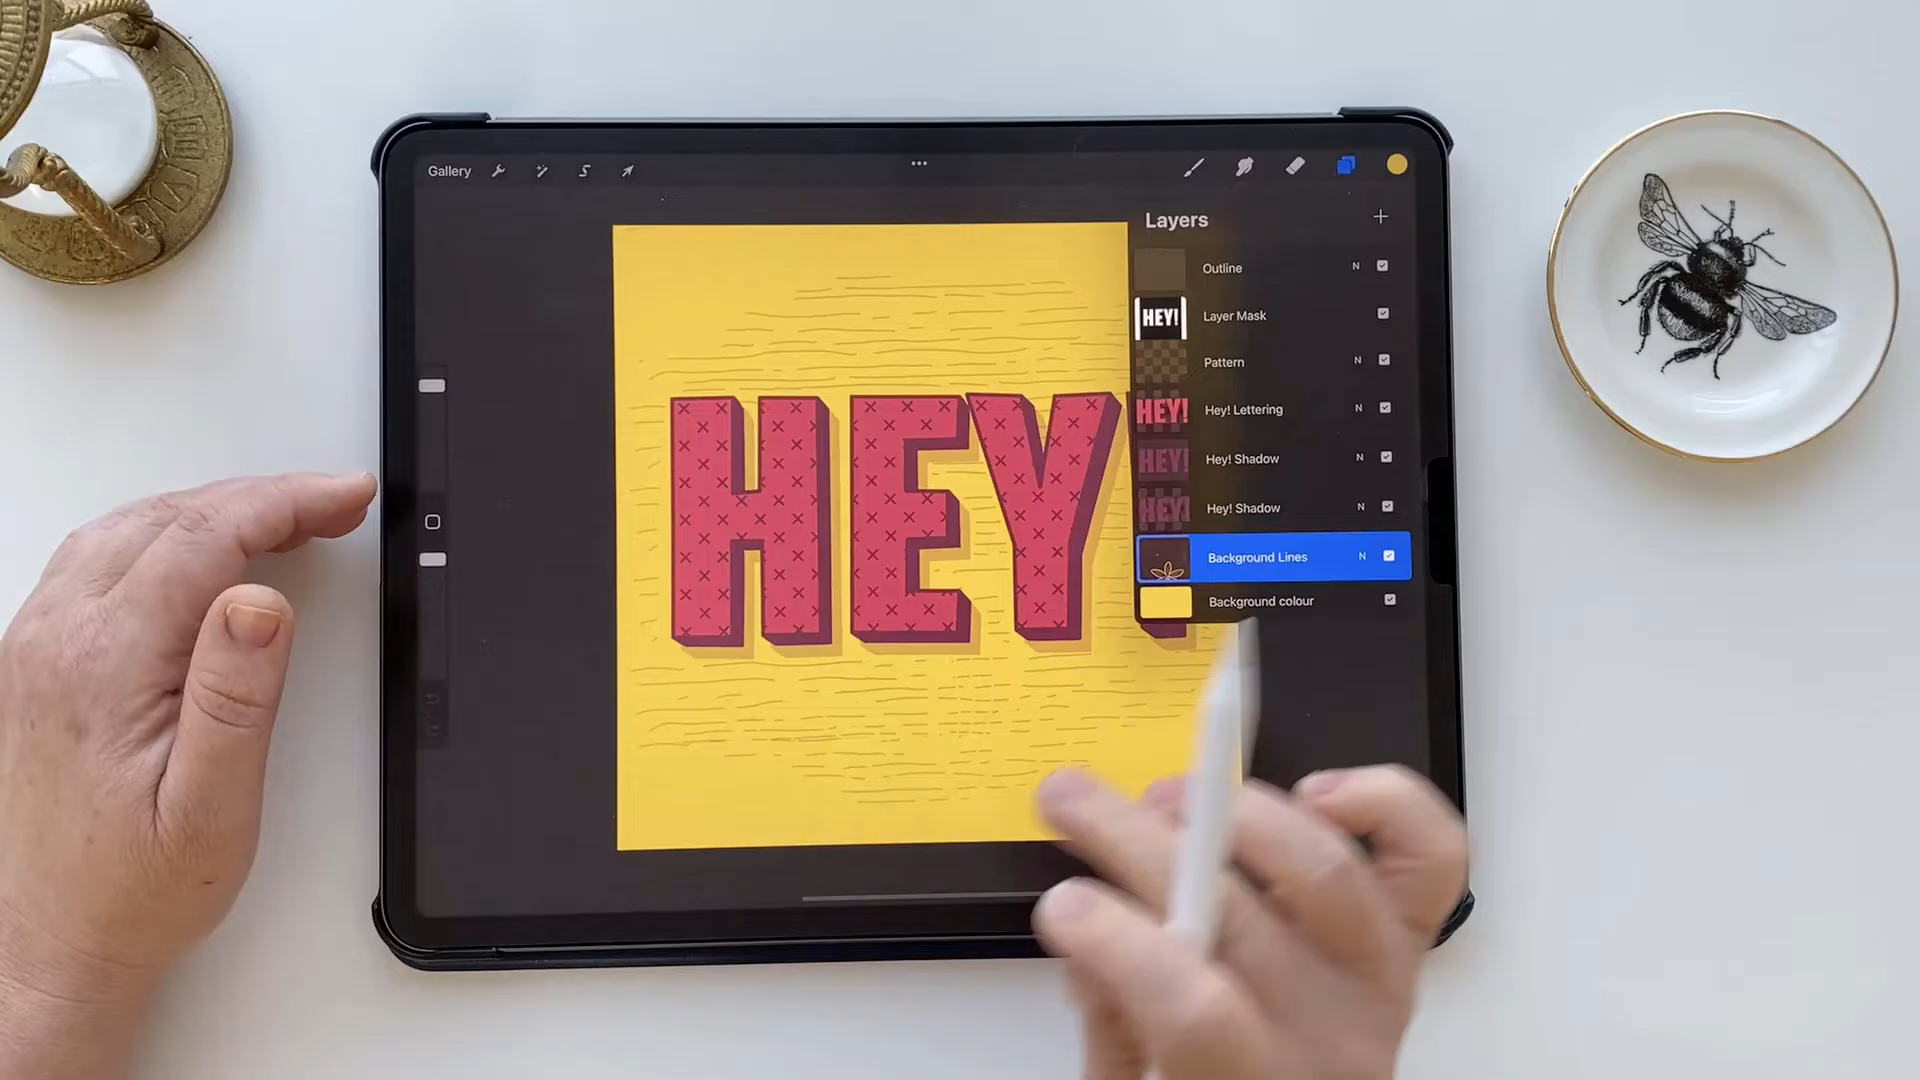 Gallery
Layers
Outline N
HEY! Layer Mask
Pattern N
HEY! Hey! Lettering N
HEY! Hey! Shadow N
HEY! Hey! Shadow N
Background Lines N
Background colour
HEY